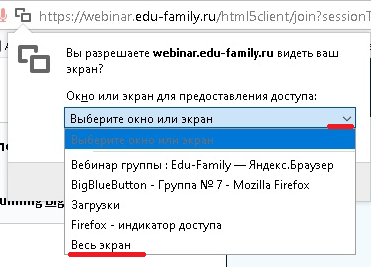 https://webinar.edu-family.ru/html5client/join?sessionT
Вы разрешаете webinar.edu-family.ru видеть ваш
экран?
Окно или экран для предоставления доступа:
Выберите окно или экран
Выберите окно или экран
Вебинар группы : Edu-Family — Яндекс.Браузер
BigBlueButton - Группа № 7 - Mozilla Firefox
Загрузки
Firefox - индикатор доступа
Весь экран